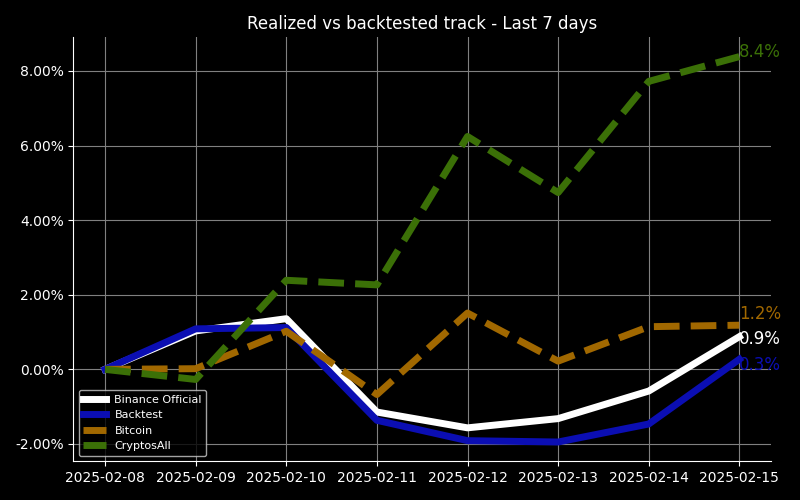 Realized vs backtested track - Last 7 days
8.00%
6.00%
4.00%
2.00%
0.00%
-2.00%
8.4%
1.2%
0.9%
0.3%
Binance Official
Backtest
Bitcoin
CryptosAll
2025-02-08 2025-02-09 2025-02-10 2025-02-11 2025-02-12 2025-02-13 2025-02-14 2025-02-15